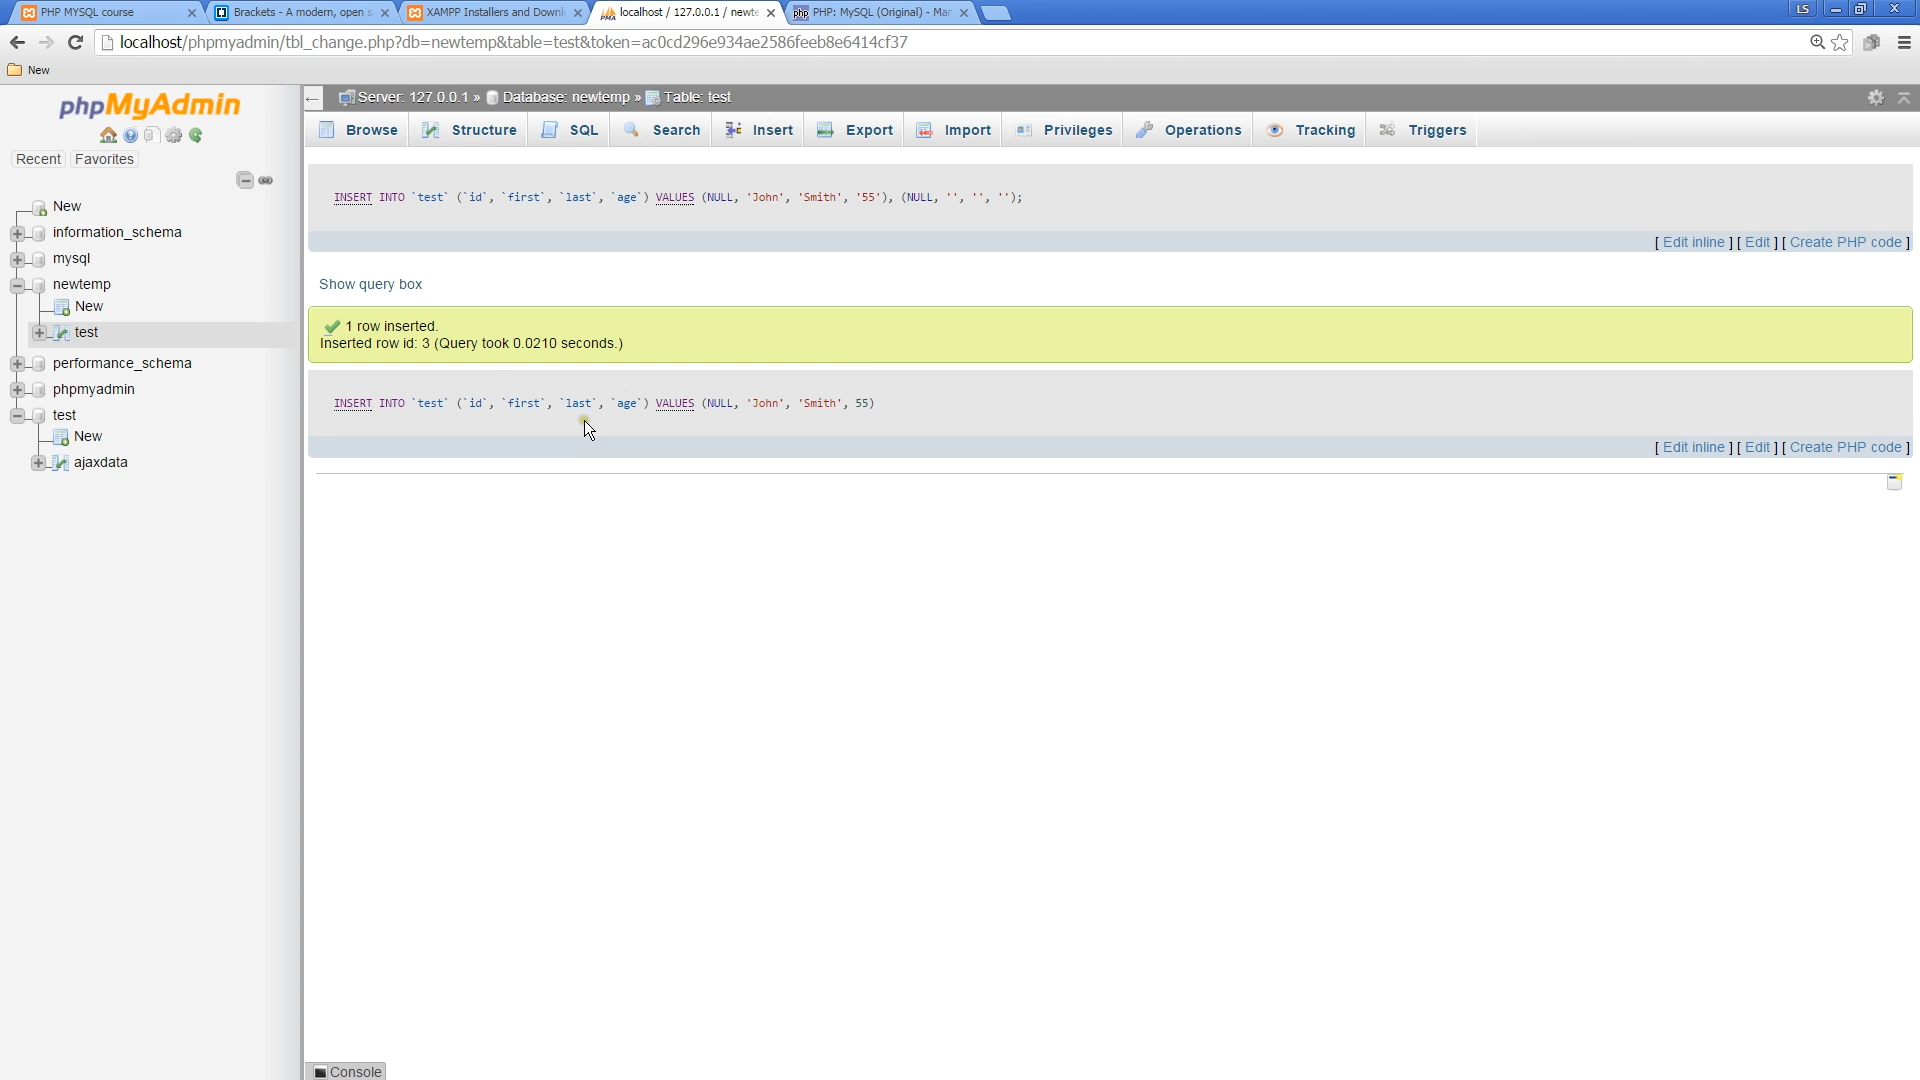 PHP MYSQL course
Brackets - A modern, open s
XAMPP Installers and Downl
localhost / 127.0.0.1 / newte
PHP: MySQL (Original) - Mar
LS
localhost/phpmyadmin/tbl_change.php?db=newtemp&table=test&token=ac0cd296e934ae2586feeb8e6414cf37
New
phpMyAdmin
Recent Favorites
New
information_schema
mysql
newtemp
New
test
performance_schema
phpmyadmin
test
New
ajaxdata
Server: 127.0.0.1 » Database: newtemp » Table: test
Browse Structure SQL Search Insert Export Import Privileges Operations Tracking Triggers
INSERT INTO `test` (`id`, `first`, `last`, `age`) VALUES (NULL, 'John', 'Smith', '55'), (NULL, '', '', '');
[ Edit inline ] [ Edit ] [ Create PHP code ]
Show query box
1 row inserted.
Inserted row id: 3 (Query took 0.0210 seconds.)
INSERT INTO `test` (`id`, `first`, `last`, `age`) VALUES (NULL, 'John', 'Smith', 55)
[ Edit inline ] [ Edit ] [ Create PHP code ]
Console